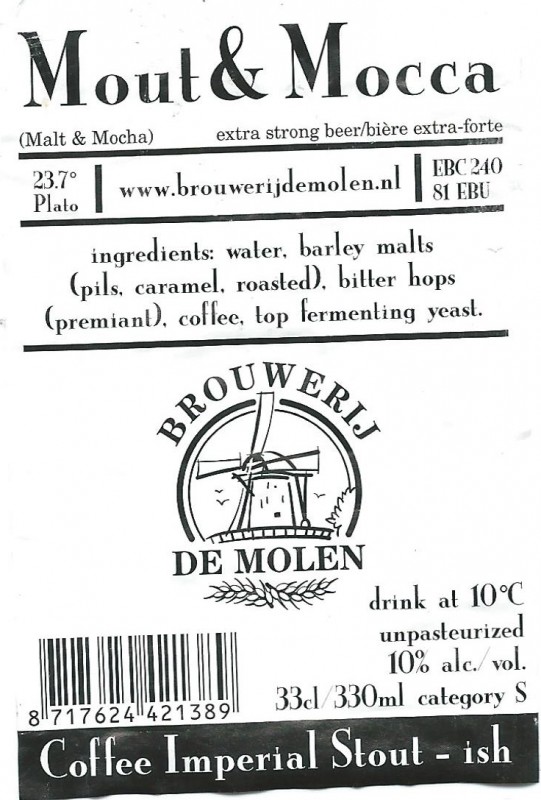 Mout & Mocca
(Malt & Mocha) extra strong beer/bière extra-forte
23.7° Plato
www.brouwerijdemolen.nl
EBC 240
81 EBU
ingredients: water, barley malts
(pils, caramel, roasted), bitter hops
(premiant), coffee, top fermenting yeast.
BROUWERIJ
DE MOLEN
drink at 10°C
unpasteurized
10% alc./vol.
33cl/330ml category S
8 717624 421389
Coffee Imperial Stout - ish